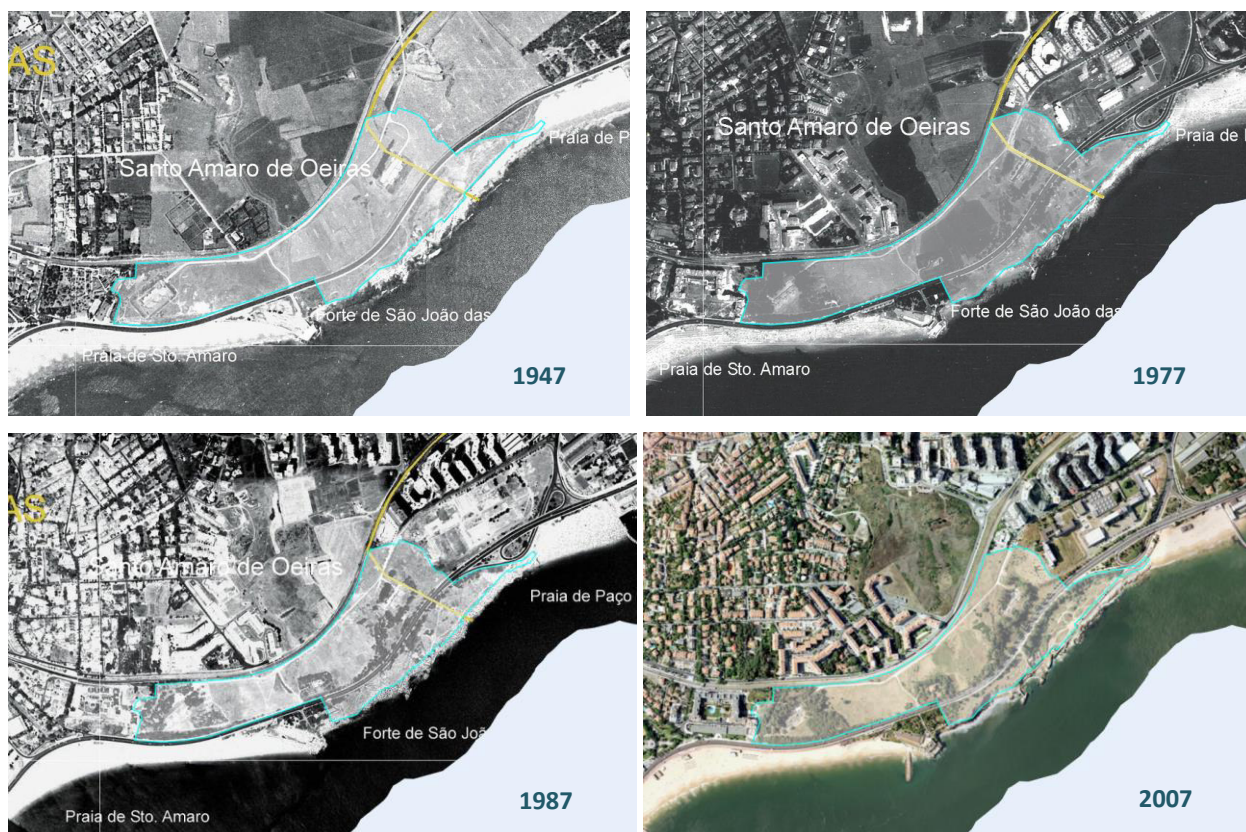 AS
Santo Amaro de Oeiras
Praia de P
Forte de São João das
Praia de Sto. Amaro
1947
Santo Amaro de Oeiras
Praia de
Forte de São João das
Praia de Sto. Amaro
1977
AS
Santo Amaro de Oeiras
Praia de Paço
Forte de São Joã
Praia de Sto. Amaro
1987
2007